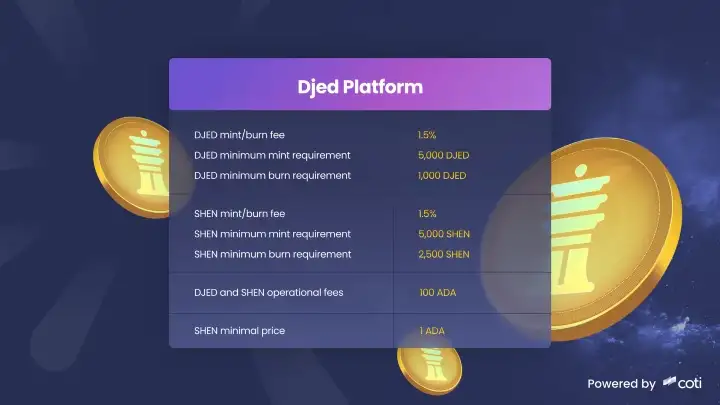 Djed Platform
DJED mint/burn fee 1.5%
DJED minimum mint requirement 5,000 DJED
DJED minimum burn requirement 1,000 DJED
SHEN mint/burn fee 1.5%
SHEN minimum mint requirement 5,000 SHEN
SHEN minimum burn requirement 2,500 SHEN
DJED and SHEN operational fees 100 ADA
SHEN minimal price 1 ADA
Powered by coti